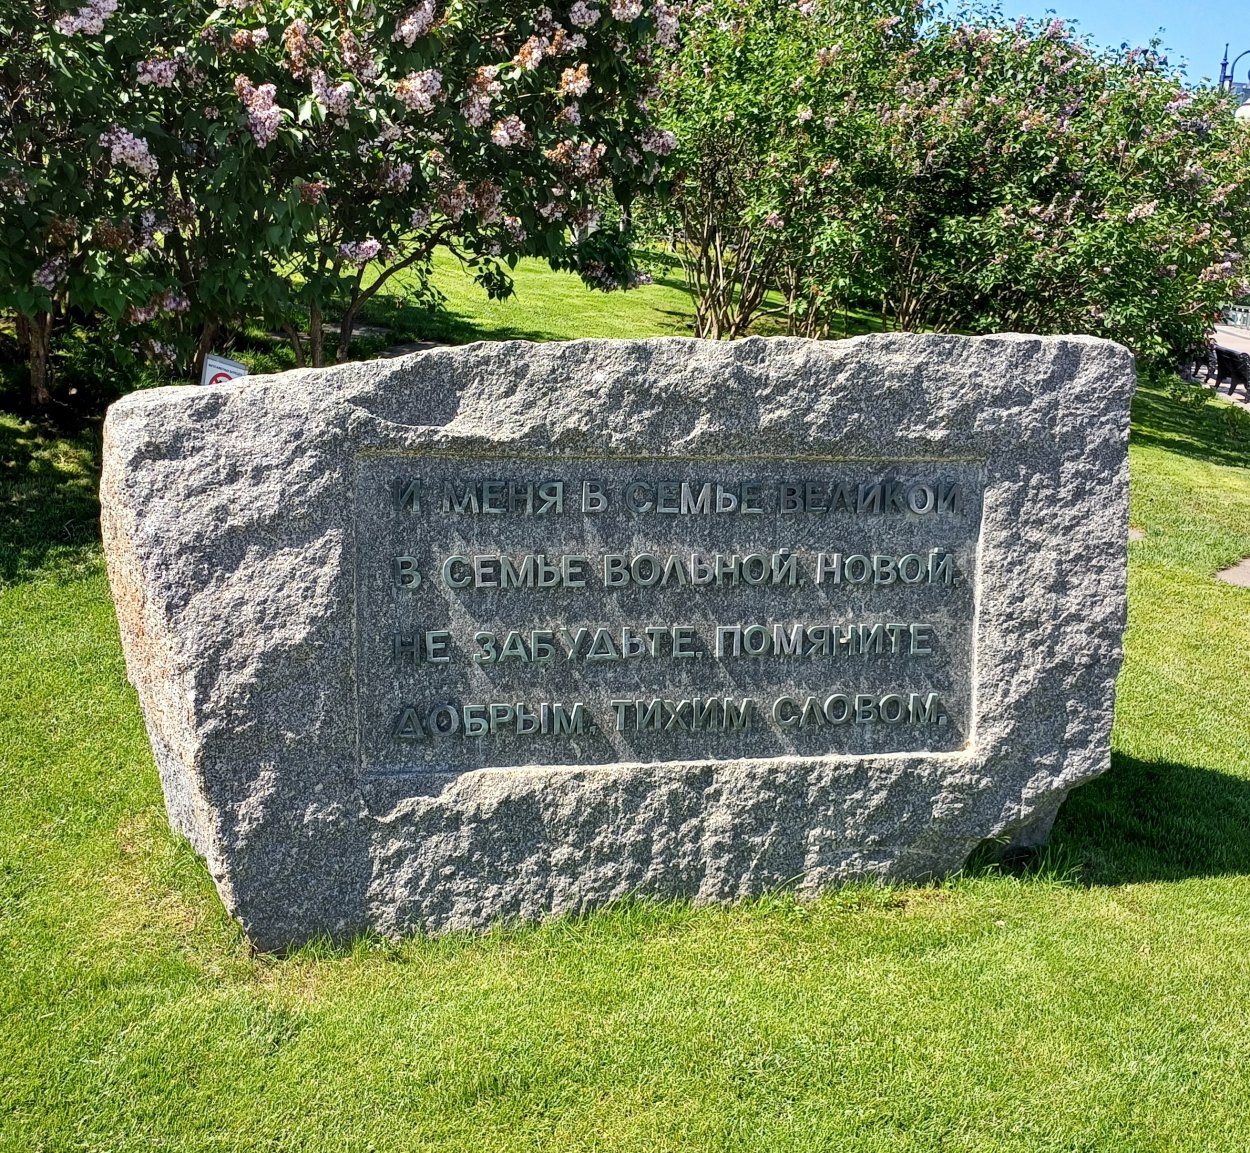 И МЕНЯ В СЕМЬЕ ВЕЛИКОЙ,
В СЕМЬЕ ВОЛЬНОЙ, НОВОЙ,
НЕ ЗАБУДЬТЕ, ПОМЯНИТЕ
ДОБРЫМ, ТИХИМ СЛОВОМ.